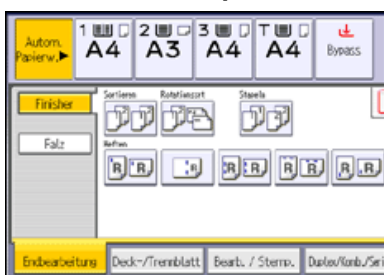 Autom.
Papierw.▶
1
A4
2
A3
3
A4
T
A4
Bypass
Finisher
Falz
Sortieren
Rotationssort
Stapeln
Heften
R R
R
R R
R R
R R
Endbearbeitung
Deck-/Trennblatt
Bearb. / Stemp.
Duplex/Komb./Seri